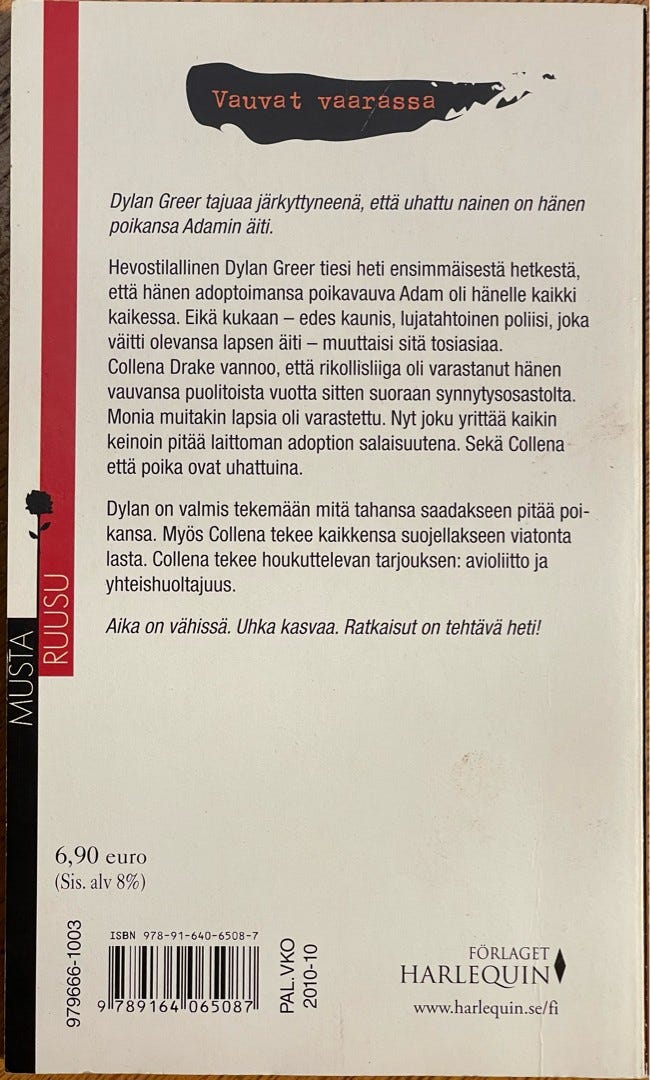 Vauvat vaarassa
Dylan Greer tajuaa järkyttyneenä, että uhattu nainen on hänen
poikansa Adamin äiti.
Hevostilallinen Dylan Greer tiesi heti ensimmäisestä hetkestä,
että hänen adoptoimansa poikavauva Adam oli hänelle kaikki
kaikessa. Eikä kukaan – edes kaunis, lujatahtoinen poliisi, joka
väitti olevansa lapsen äiti – muuttaisi sitä tosiasiaa.
Collena Drake vannoo, että rikollisliiga oli varastanut hänen
vauvansa puolitoista vuotta sitten suoraan synnytysosastolta.
Monia muitakin lapsia oli varastettu. Nyt joku yrittää kaikin
keinoin pitää laittoman adoption salaisuutena. Sekä Collena
että poika ovat uhattuina.
Dylan on valmis tekemään mitä tahansa saadakseen pitää poi-
kansa. Myös Collena tekee kaikkensa suojellakseen viatonta
lasta. Collena tekee houkuttelevan tarjouksen: avioliitto ja
yhteishuoltajuus.
Aika on vähissä. Uhka kasvaa. Ratkaisut on tehtävä heti!
MUSTA
RUUSU
6,90 euro
(Sis. alv 8%)
979666-1003
ISBN 978-91-640-6508-7
9 789164 065087
PAL.VKO
2010-10
FÖRLAGET
HARLEQUIN
www.harlequin.se/fi